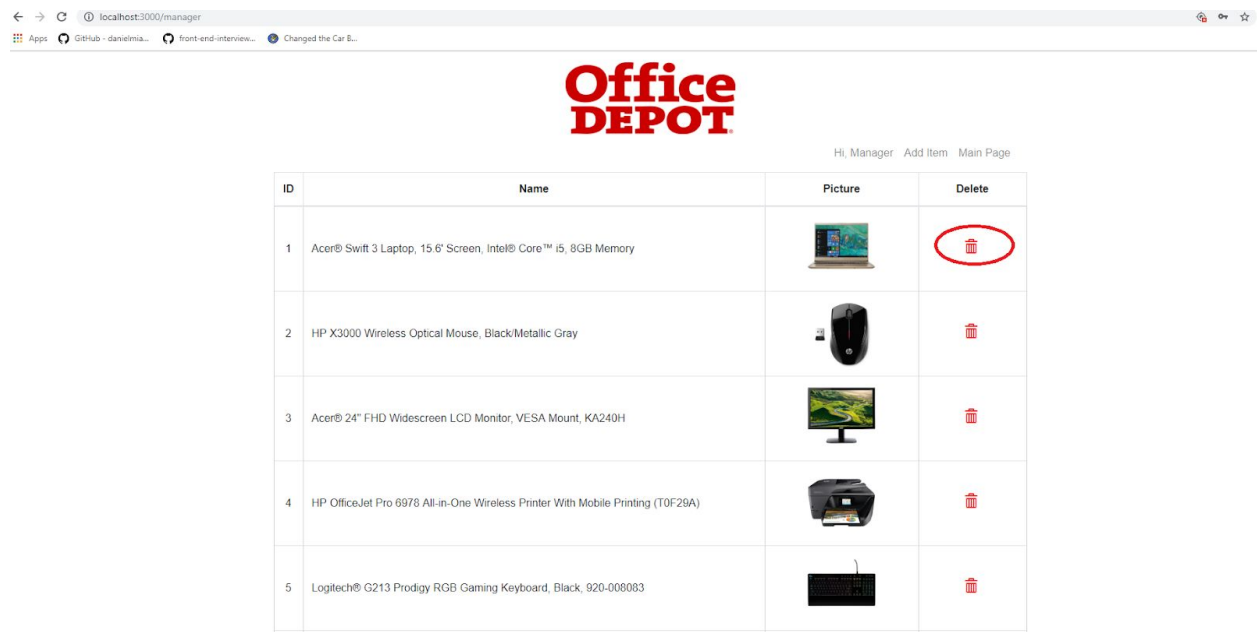 localhost:3000/manager
Apps GitHub - danielmia... front-end-interview... Changed the Car B...
Office
DEPOT
Hi, Manager Add Item Main Page
ID Name Picture Delete
1 Acer® Swift 3 Laptop, 15.6' Screen, Intel® Core™ i5, 8GB Memory
2 HP X3000 Wireless Optical Mouse, Black/Metallic Gray
3 Acer® 24" FHD Widescreen LCD Monitor, VESA Mount, KA240H
4 HP OfficeJet Pro 6978 All-in-One Wireless Printer With Mobile Printing (T0F29A)
5 Logitech® G213 Prodigy RGB Gaming Keyboard, Black, 920-008083